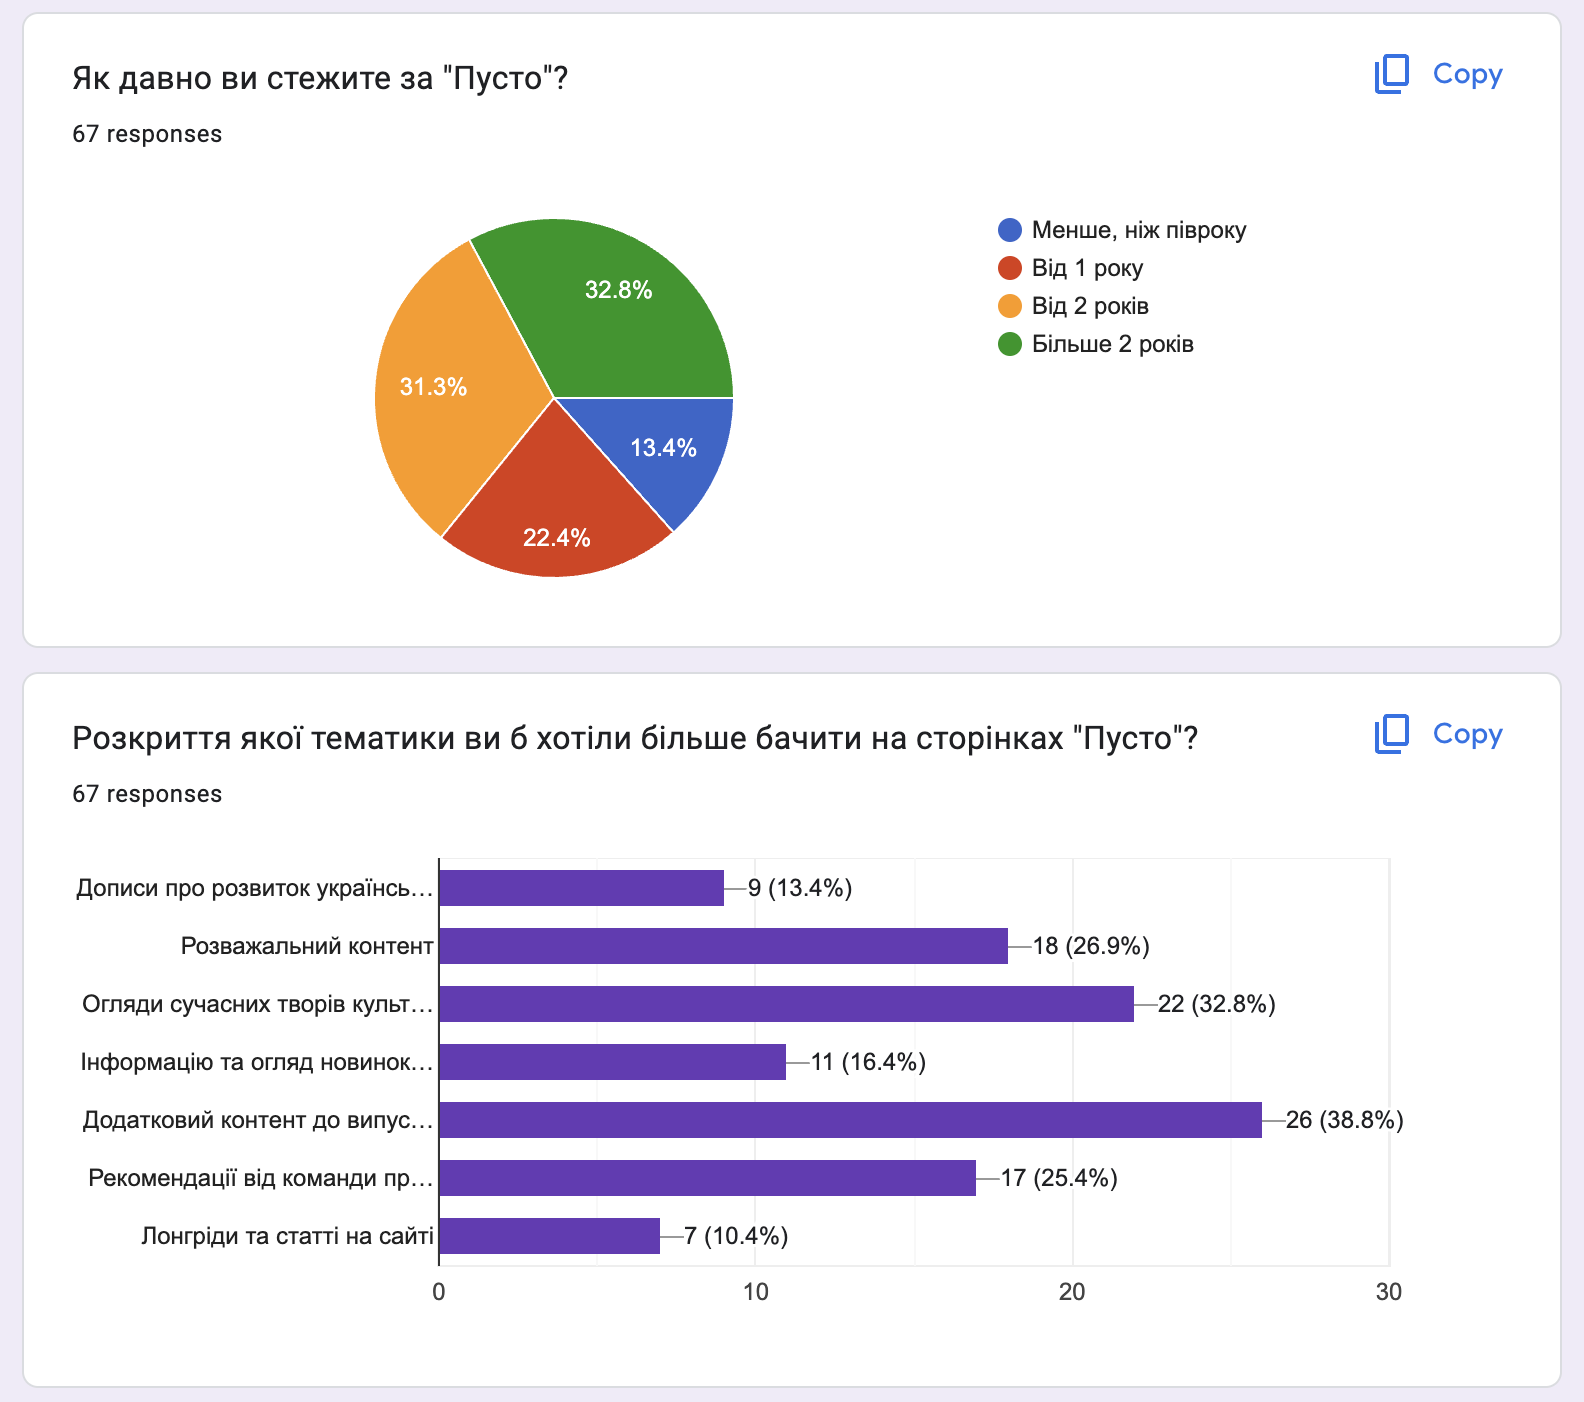 Як давно ви стежите за "Пусто"?
Copy
67 responses
32.8%
31.3%
13.4%
22.4%
Менше, ніж півроку
Від 1 року
Від 2 років
Більше 2 років
Розкриття якої тематики ви б хотіли більше бачити на сторінках "Пусто"?
Copy
67 responses
Дописи про розвиток українсь... 9 (13.4%)
Розважальний контент 18 (26.9%)
Огляди сучасних творів культ... 22 (32.8%)
Інформацію та огляд новинок... 11 (16.4%)
Додатковий контент до випус... 26 (38.8%)
Рекомендації від команди пр... 17 (25.4%)
Лонгріди та статті на сайті 7 (10.4%)
0 10 20 30